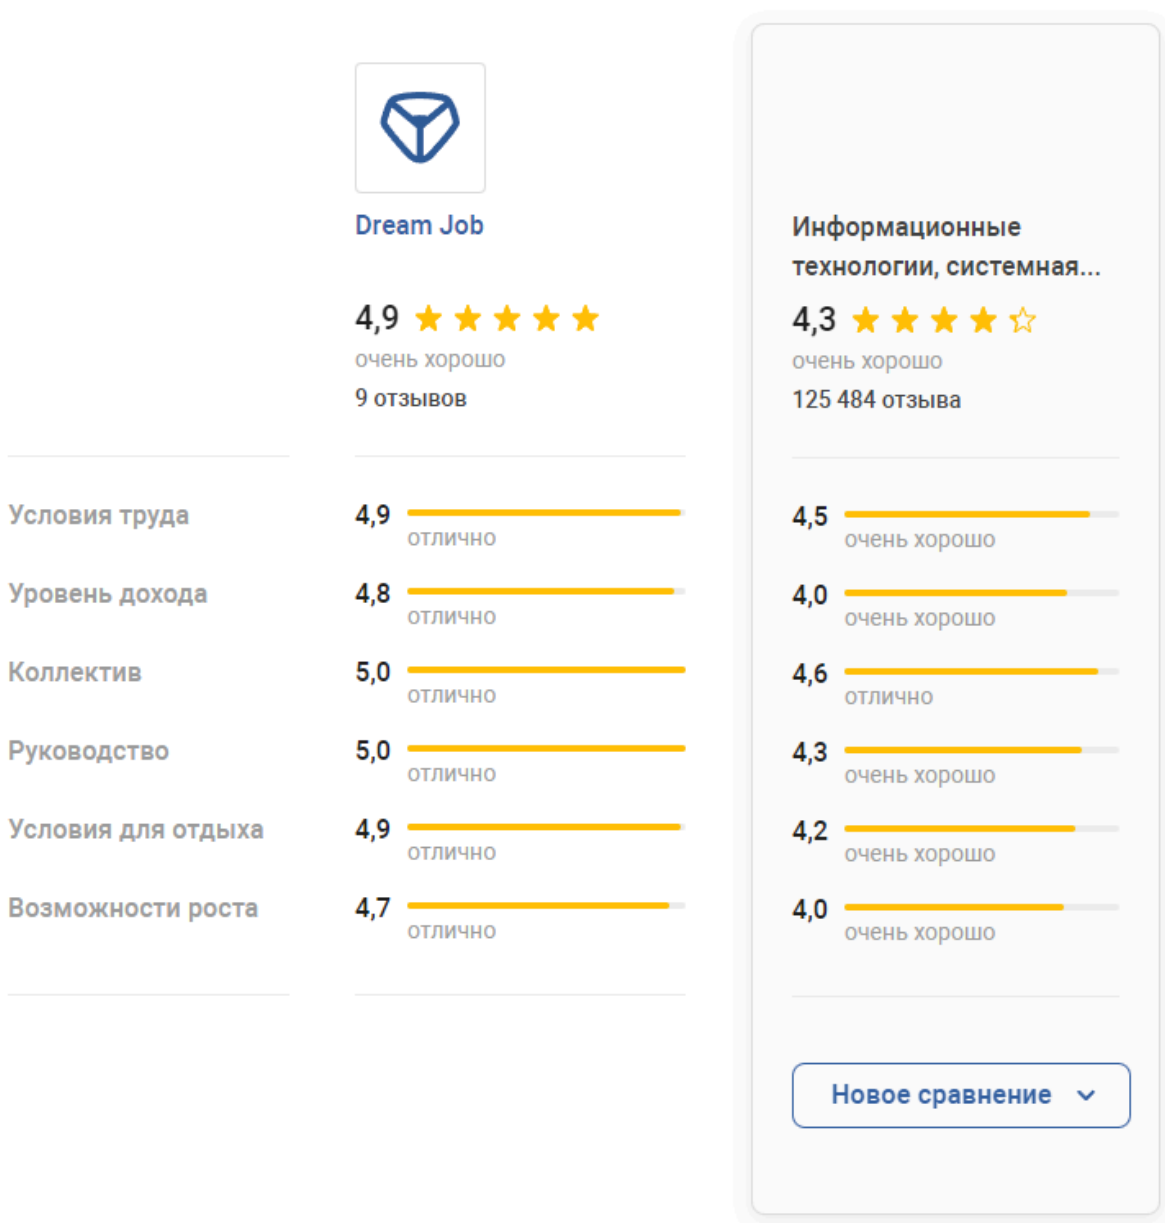 Dream Job
4,9
очень хорошо
9 отзывов
Информационные
технологии, системная...
4,3
очень хорошо
125 484 отзыва
Условия труда
4,9
отлично
4,5
очень хорошо
Уровень дохода
4,8
отлично
4,0
очень хорошо
Коллектив
5,0
отлично
4,6
отлично
Руководство
5,0
отлично
4,3
очень хорошо
Условия для отдыха
4,9
отлично
4,2
очень хорошо
Возможности роста
4,7
отлично
4,0
очень хорошо
Новое сравнение